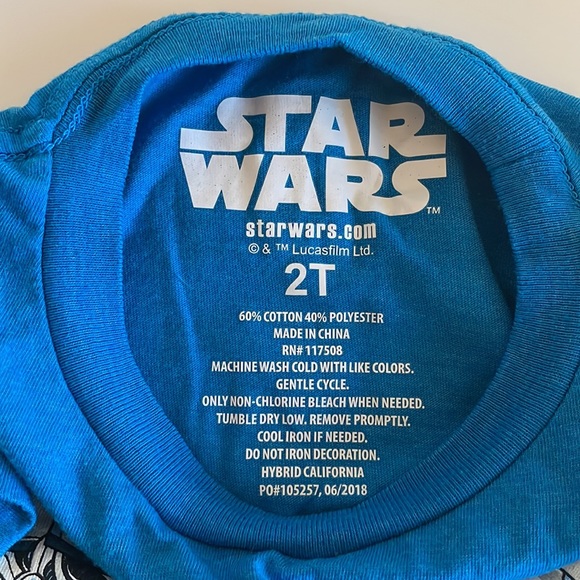 STAR
WARS™
starwars.com
© & ™ Lucasfilm Ltd.
2T
60% COTTON 40% POLYESTER
MADE IN CHINA
RN# 117508
MACHINE WASH COLD WITH LIKE COLORS.
GENTLE CYCLE.
ONLY NON-CHLORINE BLEACH WHEN NEEDED.
TUMBLE DRY LOW. REMOVE PROMPTLY.
COOL IRON IF NEEDED.
DO NOT IRON DECORATION.
HYBRID CALIFORNIA
PO#105257, 06/2018